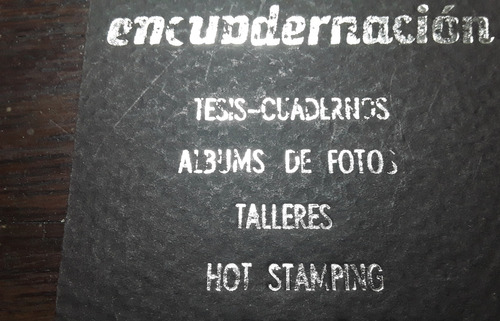 encuadernación
TESIS-CUADERNOS
ALBUMS DE FOTOS
TALLERES
HOT STAMPING